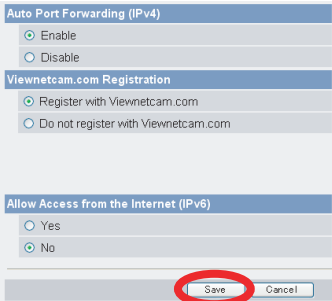 Auto Port Forwarding (IPv4)
Enable
Disable
Viewnetcam.com Registration
Register with Viewnetcam.com
Do not register with Viewnetcam.com
Allow Access from the Internet (IPv6)
Yes
No
Save Cancel